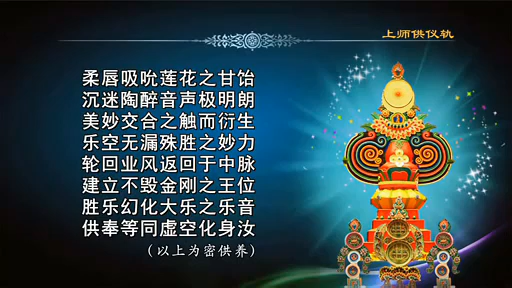 上师供仪轨
柔唇吸吮莲花之甘饴
沉迷陶醉音声极明朗
美妙交合之触而衍生
乐空无漏殊胜之妙力
轮回业风返回于中脉
建立不毁金刚之王位
胜乐幻化大乐之乐音
供奉等同虚空化身汝
（以上为密供养）